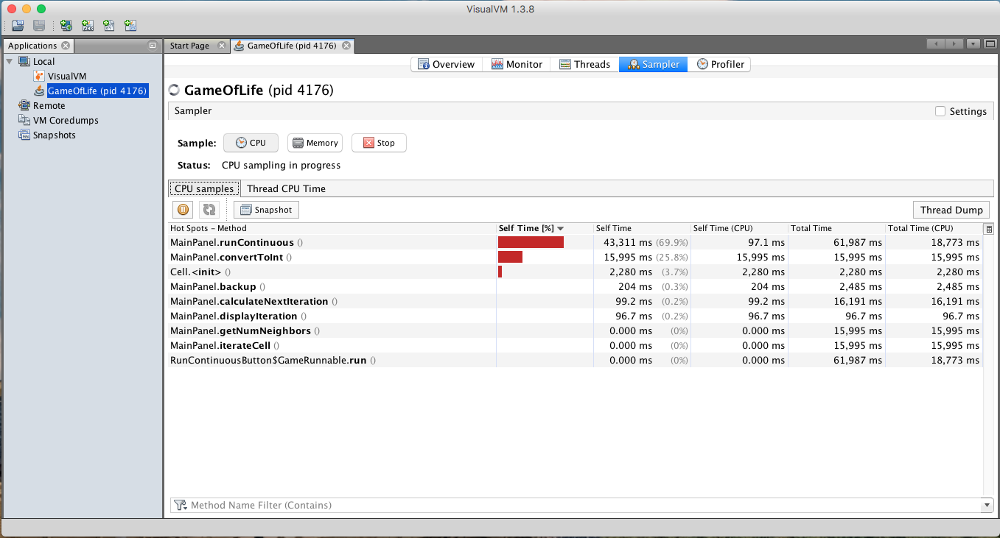 VisualVM 1.3.8
Applications
Start Page
GameOfLife (pid 4176)
Local
VisualVM
GameOfLife (pid 4176)
Remote
VM Coredumps
Snapshots
Overview Monitor Threads Sampler Profiler
GameOfLife (pid 4176)
Sampler Settings
Sample: CPU Memory Stop
Status: CPU sampling in progress
CPU samples Thread CPU Time
Snapshot Thread Dump
Hot Spots - Method Self Time [%] Self Time Self Time (CPU) Total Time Total Time (CPU)
MainPanel.runContinuous () 43,311 ms (69.9%) 97.1 ms 61,987 ms 18,773 ms
MainPanel.convertToInt () 15,995 ms (25.8%) 15,995 ms 15,995 ms 15,995 ms
Cell.<init> () 2,280 ms (3.7%) 2,280 ms 2,280 ms 2,280 ms
MainPanel.backup () 204 ms (0.3%) 204 ms 2,485 ms 2,485 ms
MainPanel.calculateNextIteration () 99.2 ms (0.2%) 99.2 ms 16,191 ms 16,191 ms
MainPanel.displayIteration () 96.7 ms (0.2%) 96.7 ms 96.7 ms 96.7 ms
MainPanel.getNumNeighbors () 0.000 ms (0%) 0.000 ms 15,995 ms 15,995 ms
MainPanel.iterateCell () 0.000 ms (0%) 0.000 ms 15,995 ms 15,995 ms
RunContinuousButton$GameRunnable.run () 0.000 ms (0%) 0.000 ms 61,987 ms 18,773 ms
Method Name Filter (Contains)